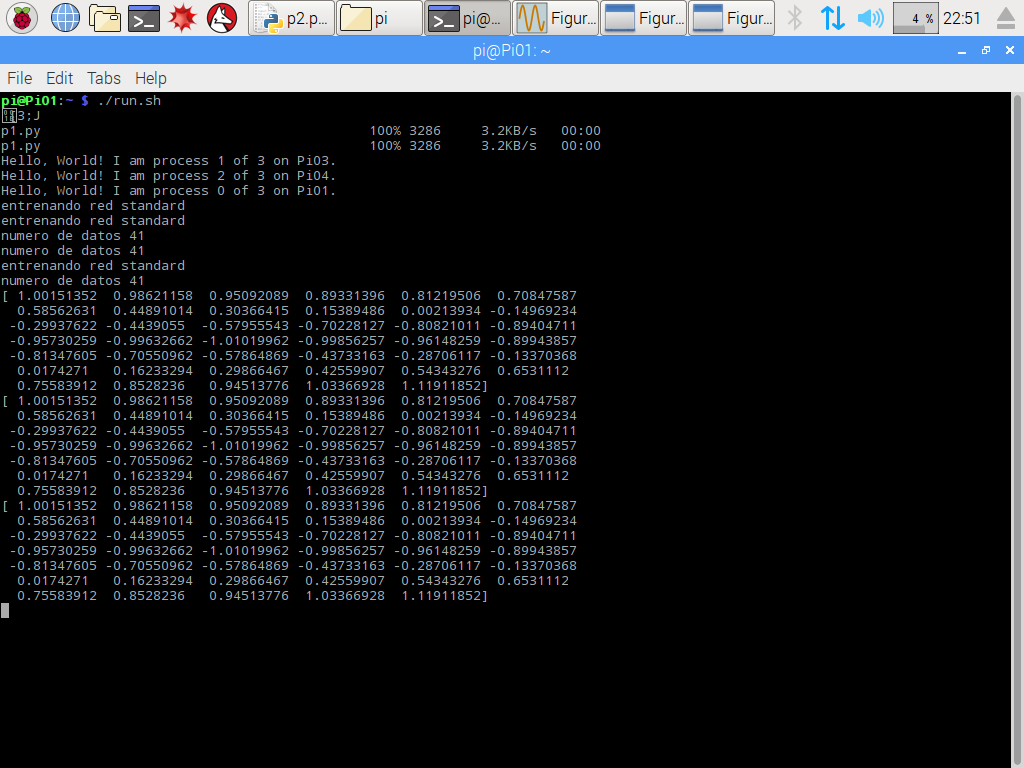 p2.p... pi pi@... Figur... Figur... Figur... 4 % 22:51
pi@Pi01: ~
File Edit Tabs Help
pi@Pi01:~ $ ./run.sh
3;J
p1.py 100% 3286 3.2KB/s 00:00
p1.py 100% 3286 3.2KB/s 00:00
Hello, World! I am process 1 of 3 on Pi03.
Hello, World! I am process 2 of 3 on Pi04.
Hello, World! I am process 0 of 3 on Pi01.
entrenando red standard
entrenando red standard
numero de datos 41
numero de datos 41
entrenando red standard
numero de datos 41
[ 1.00151352 0.98621158 0.95092089 0.89331396 0.81219506 0.70847587
0.58562631 0.44891014 0.30366415 0.15389486 0.00213934 -0.14969234
-0.29937622 -0.4439055 -0.57955543 -0.70228127 -0.80821011 -0.89404711
-0.95730259 -0.99632662 -1.01019962 -0.99856257 -0.96148259 -0.89943857
-0.81347605 -0.70550962 -0.57864869 -0.43733163 -0.28706117 -0.13370368
0.0174271 0.16233294 0.29866467 0.42559907 0.54343276 0.6531112
0.75583912 0.8528236 0.94513776 1.03366928 1.11911852]
[ 1.00151352 0.98621158 0.95092089 0.89331396 0.81219506 0.70847587
0.58562631 0.44891014 0.30366415 0.15389486 0.00213934 -0.14969234
-0.29937622 -0.4439055 -0.57955543 -0.70228127 -0.80821011 -0.89404711
-0.95730259 -0.99632662 -1.01019962 -0.99856257 -0.96148259 -0.89943857
-0.81347605 -0.70550962 -0.57864869 -0.43733163 -0.28706117 -0.13370368
0.0174271 0.16233294 0.29866467 0.42559907 0.54343276 0.6531112
0.75583912 0.8528236 0.94513776 1.03366928 1.11911852]
[ 1.00151352 0.98621158 0.95092089 0.89331396 0.81219506 0.70847587
0.58562631 0.44891014 0.30366415 0.15389486 0.00213934 -0.14969234
-0.29937622 -0.4439055 -0.57955543 -0.70228127 -0.80821011 -0.89404711
-0.95730259 -0.99632662 -1.01019962 -0.99856257 -0.96148259 -0.89943857
-0.81347605 -0.70550962 -0.57864869 -0.43733163 -0.28706117 -0.13370368
0.0174271 0.16233294 0.29866467 0.42559907 0.54343276 0.6531112
0.75583912 0.8528236 0.94513776 1.03366928 1.11911852]